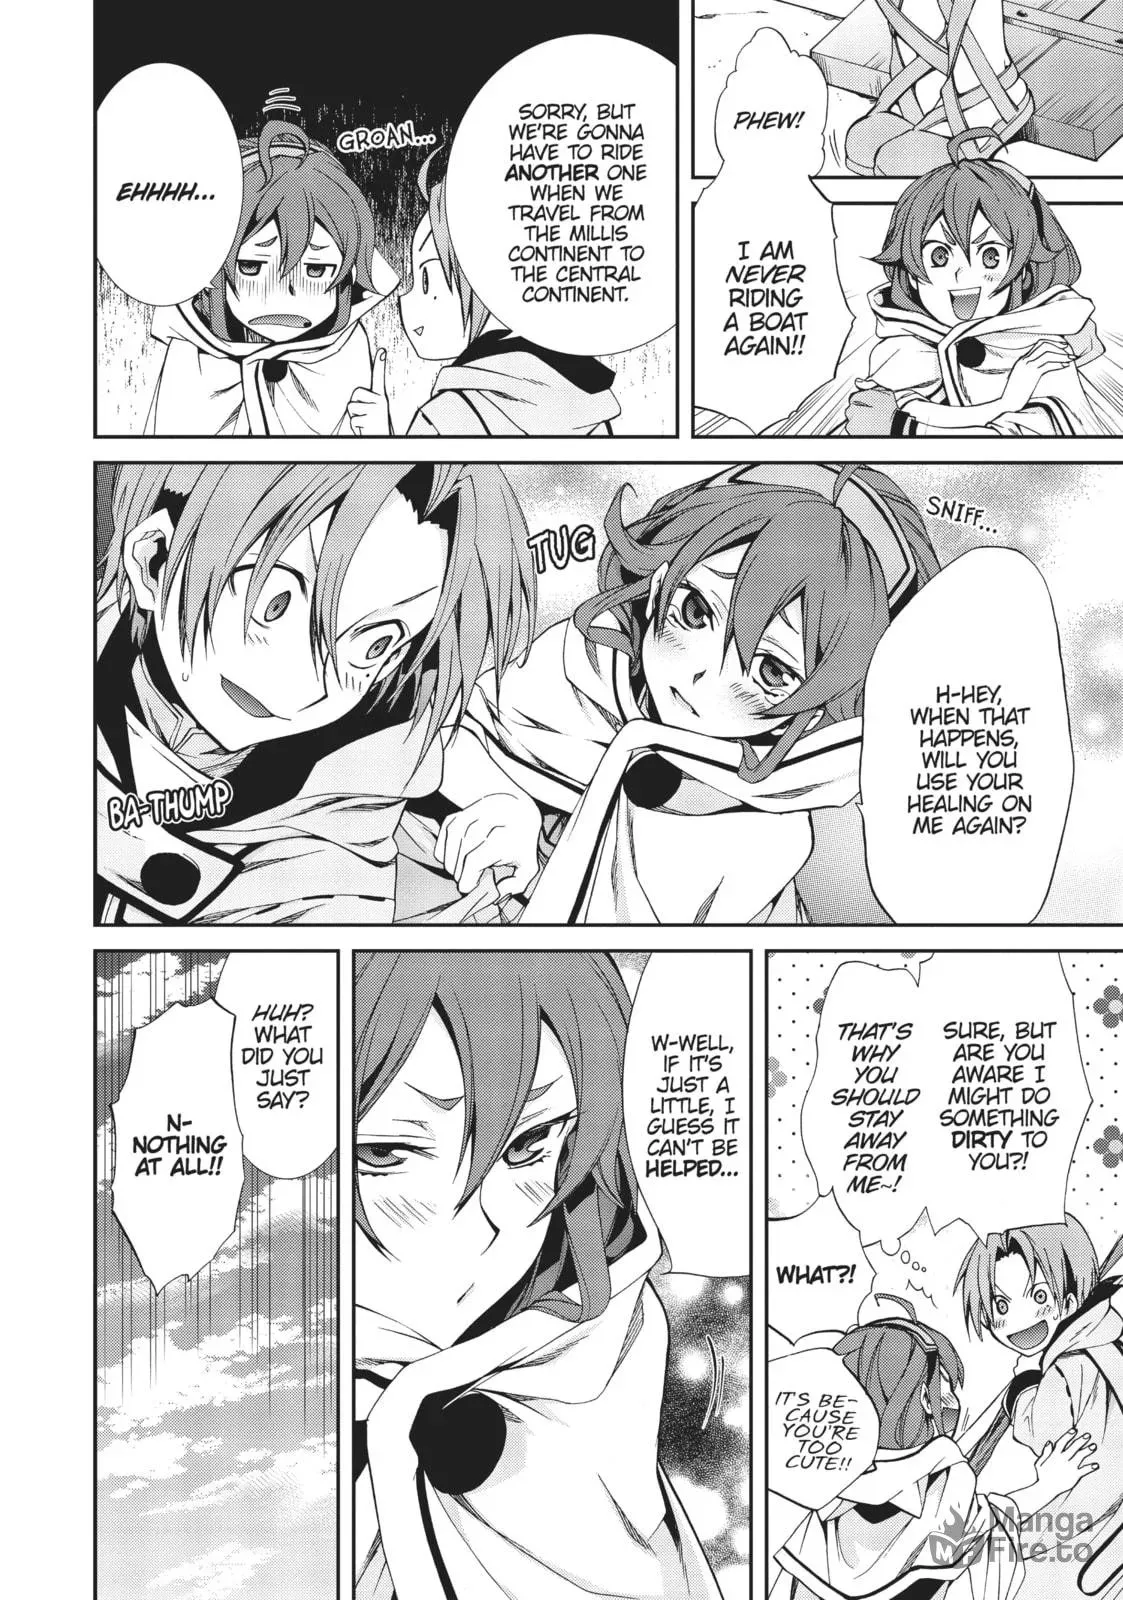 PHEW!
I AM
NEVER
RIDING
A BOAT
AGAIN!!
SORRY, BUT
WE'RE GONNA
HAVE TO RIDE
ANOTHER ONE
WHEN WE
TRAVEL FROM
THE MILLIS
CONTINENT TO
THE CENTRAL
CONTINENT.
GROAN...
EHHHH...
SNIFF...
H-HEY,
WHEN THAT
HAPPENS,
WILL YOU
USE YOUR
HEALING ON
ME AGAIN?
TUG
BA-THUMP
SURE, BUT
ARE YOU
AWARE I
MIGHT DO
SOMETHING
DIRTY TO
YOU?!
THAT'S
WHY
YOU
SHOULD
STAY
AWAY
FROM
ME~!
WHAT?!
IT'S BE-
CAUSE
YOU'RE
TOO
CUTE!!
W-WELL,
IF IT'S
JUST A
LITTLE, I
GUESS IT
CAN'T BE
HELPED...
HUH?
WHAT
DID YOU
JUST
SAY?
N-
NOTHING
AT ALL!!
Manga
Fire.to